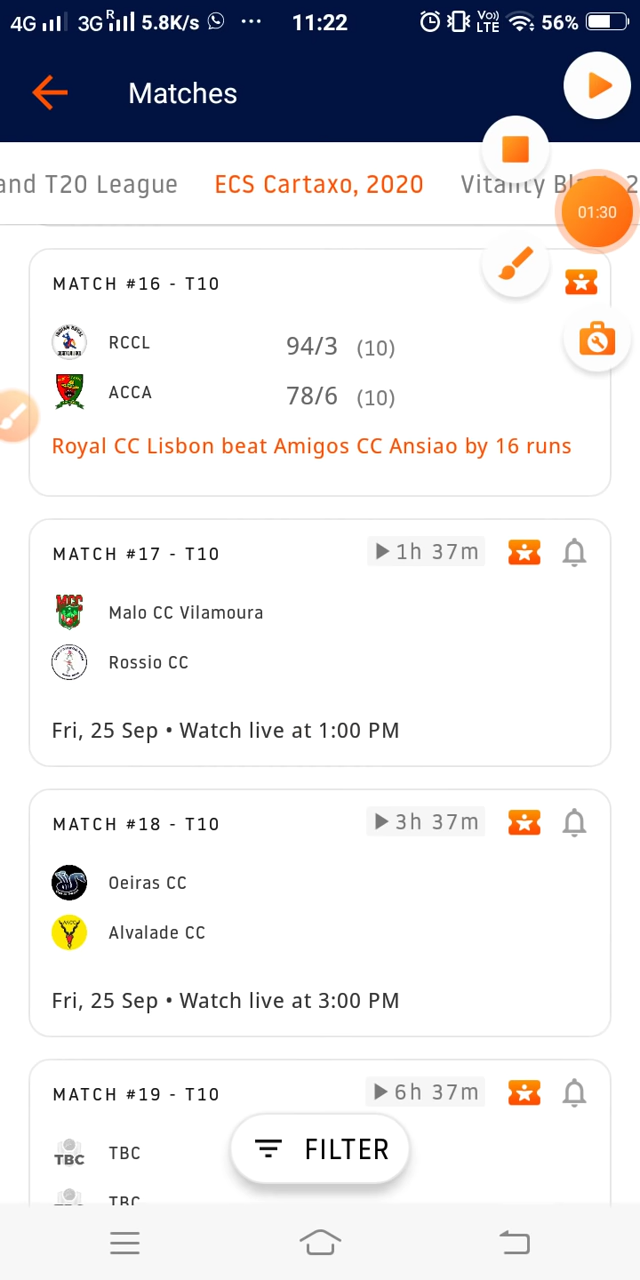 4G 3G R 5.8K/s ... 11:22 Vo) LTE 56%
Matches
and T20 League ECS Cartaxo, 2020 Vitality
01:30
MATCH #16 - T10
RCCL 94/3 (10)
ACCA 78/6 (10)
Royal CC Lisbon beat Amigos CC Ansiao by 16 runs
MATCH #17 - T10 1h 37m
MCC
Malo CC Vilamoura
Rossio CC
Fri, 25 Sep • Watch live at 1:00 PM
MATCH #18 - T10 3h 37m
Oeiras CC
Alvalade CC
Fri, 25 Sep • Watch live at 3:00 PM
MATCH #19 - T10 6h 37m
TBC TBC
FILTER
TBC